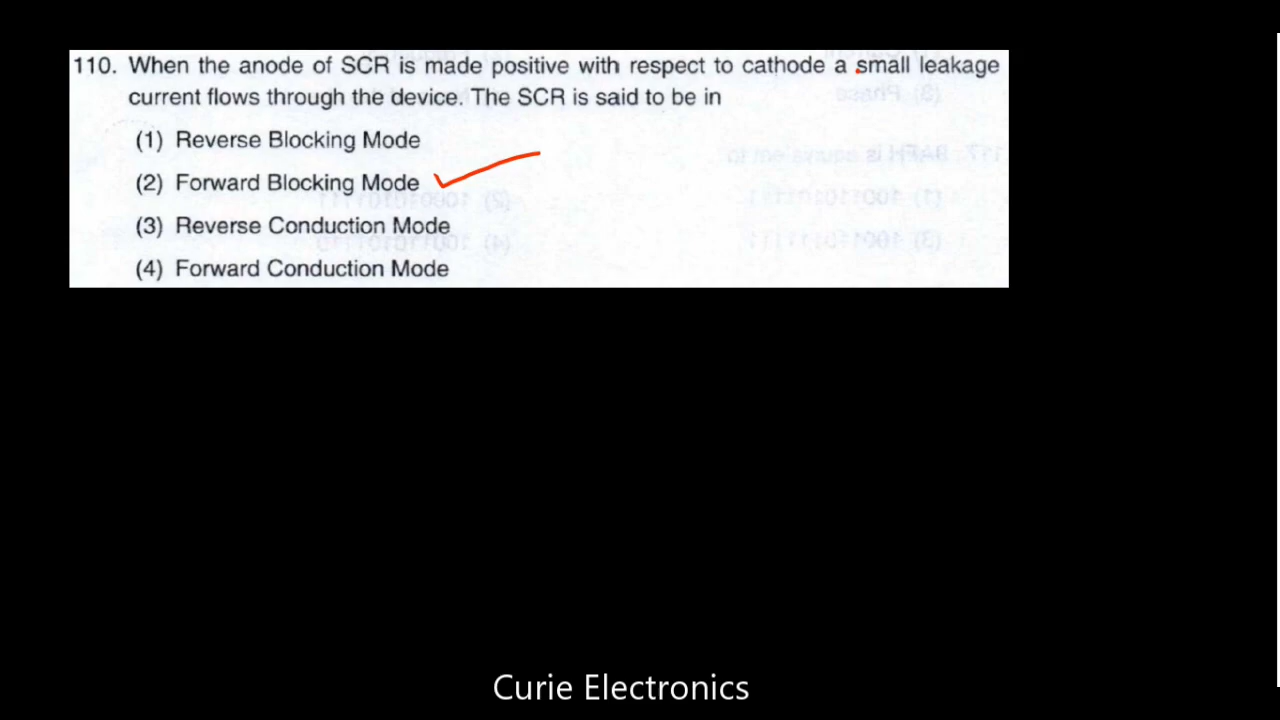 110. When the anode of SCR is made positive with respect to cathode a small leakage
current flows through the device. The SCR is said to be in
(1) Reverse Blocking Mode
(2) Forward Blocking Mode
(3) Reverse Conduction Mode
(4) Forward Conduction Mode
Curie Electronics